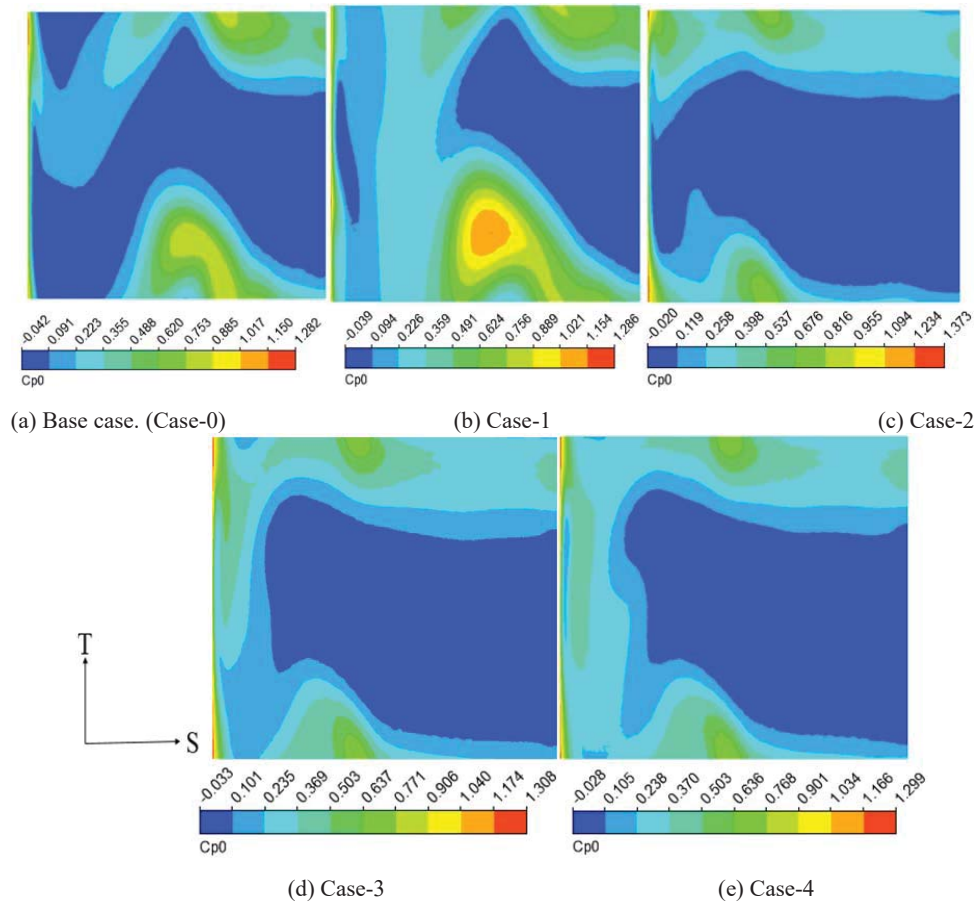 -0.042 0.091 0.223 0.355 0.488 0.620 0.753 0.885 1.017 1.150 1.282
Cp0
-0.039 0.094 0.226 0.359 0.491 0.624 0.756 0.889 1.021 1.154 1.286
Cp0
-0.020 0.119 0.258 0.398 0.537 0.676 0.816 0.955 1.094 1.234 1.373
Cp0
(a) Base case. (Case-0)
(b) Case-1
(c) Case-2
T
S
-0.033 0.101 0.235 0.369 0.503 0.637 0.771 0.906 1.040 1.174 1.308
Cp0
-0.028 0.105 0.238 0.370 0.503 0.636 0.768 0.901 1.034 1.166 1.299
Cp0
(d) Case-3
(e) Case-4